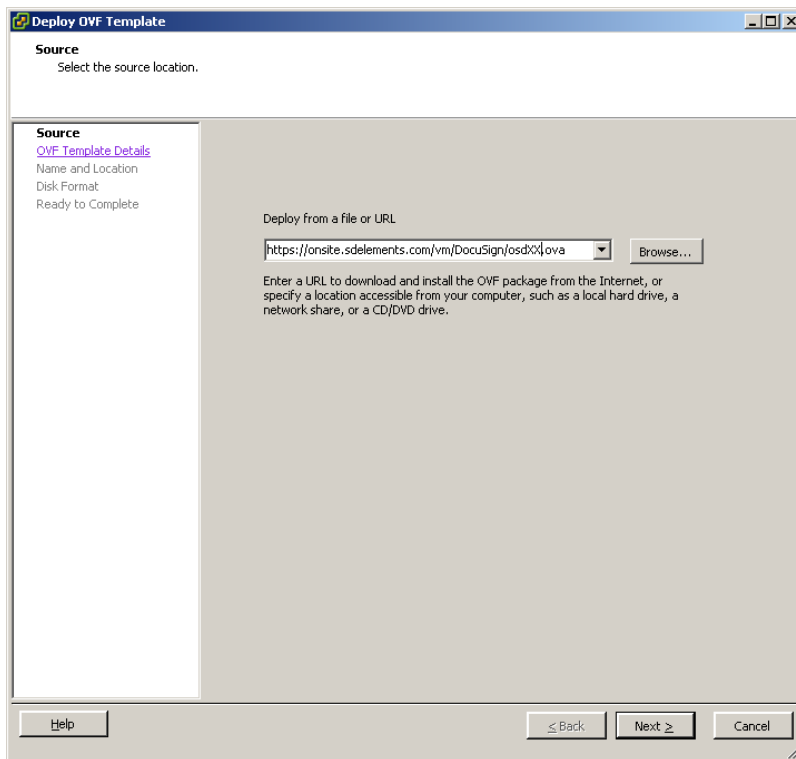 Deploy OVF Template
Source
Select the source location.
Source
OVF Template Details
Name and Location
Disk Format
Ready to Complete
Deploy from a file or URL
https://onsite.sdelements.com/vm/DocuSign/osdXX.ova
Browse...
Enter a URL to download and install the OVF package from the Internet, or
specify a location accessible from your computer, such as a local hard drive, a
network share, or a CD/DVD drive.
Help
< Back
Next >
Cancel